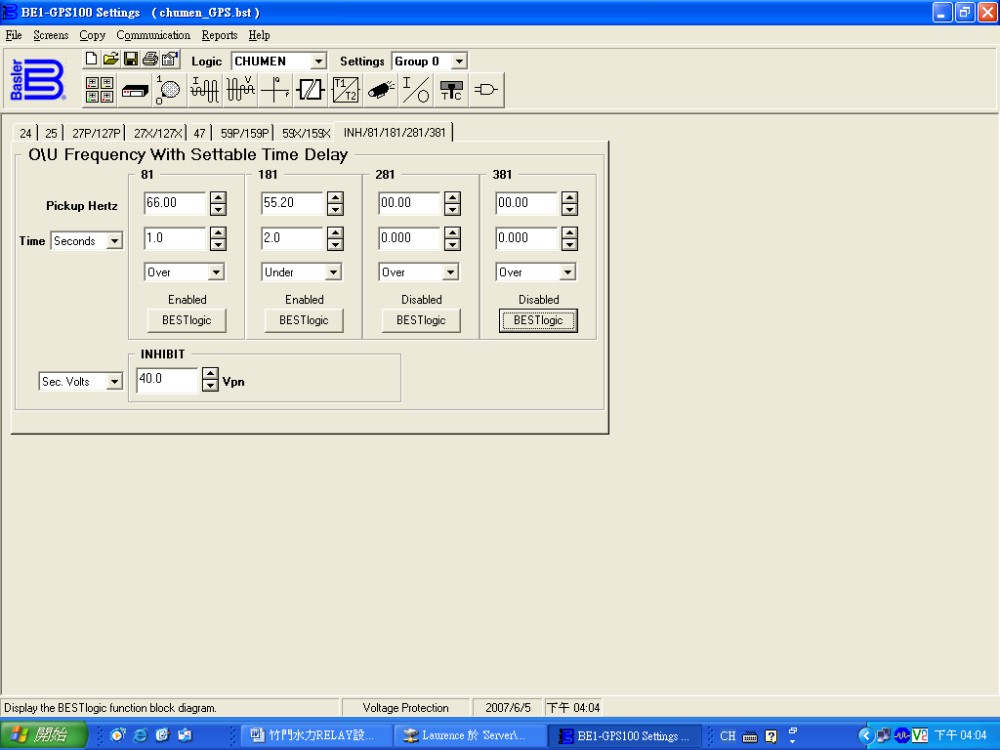 BE1-GPS100 Settings ( chumen_GPS.bst )
File Screens Copy Communication Reports Help
Basler
Logic CHUMEN Settings Group 0
24 25 27P/127P 27X/127X 47 59P/159P 59X/159X INH/81/181/281/381
O\U Frequency With Settable Time Delay
81 181 281 381
Pickup Hertz 66.00 55.20 00.00 00.00
Time Seconds 1.0 2.0 0.000 0.000
Over Under Over Over
Enabled Enabled Disabled Disabled
BESTlogic BESTlogic BESTlogic BESTlogic
INHIBIT
Sec. Volts 40.0 Vpn
Display the BESTlogic function block diagram. Voltage Protection 2007/6/5 下午 04:04
開始 竹門水力RELAY設... Laurence 於 'Server\... BE1-GPS100 Settings ... CH 下午 04:04